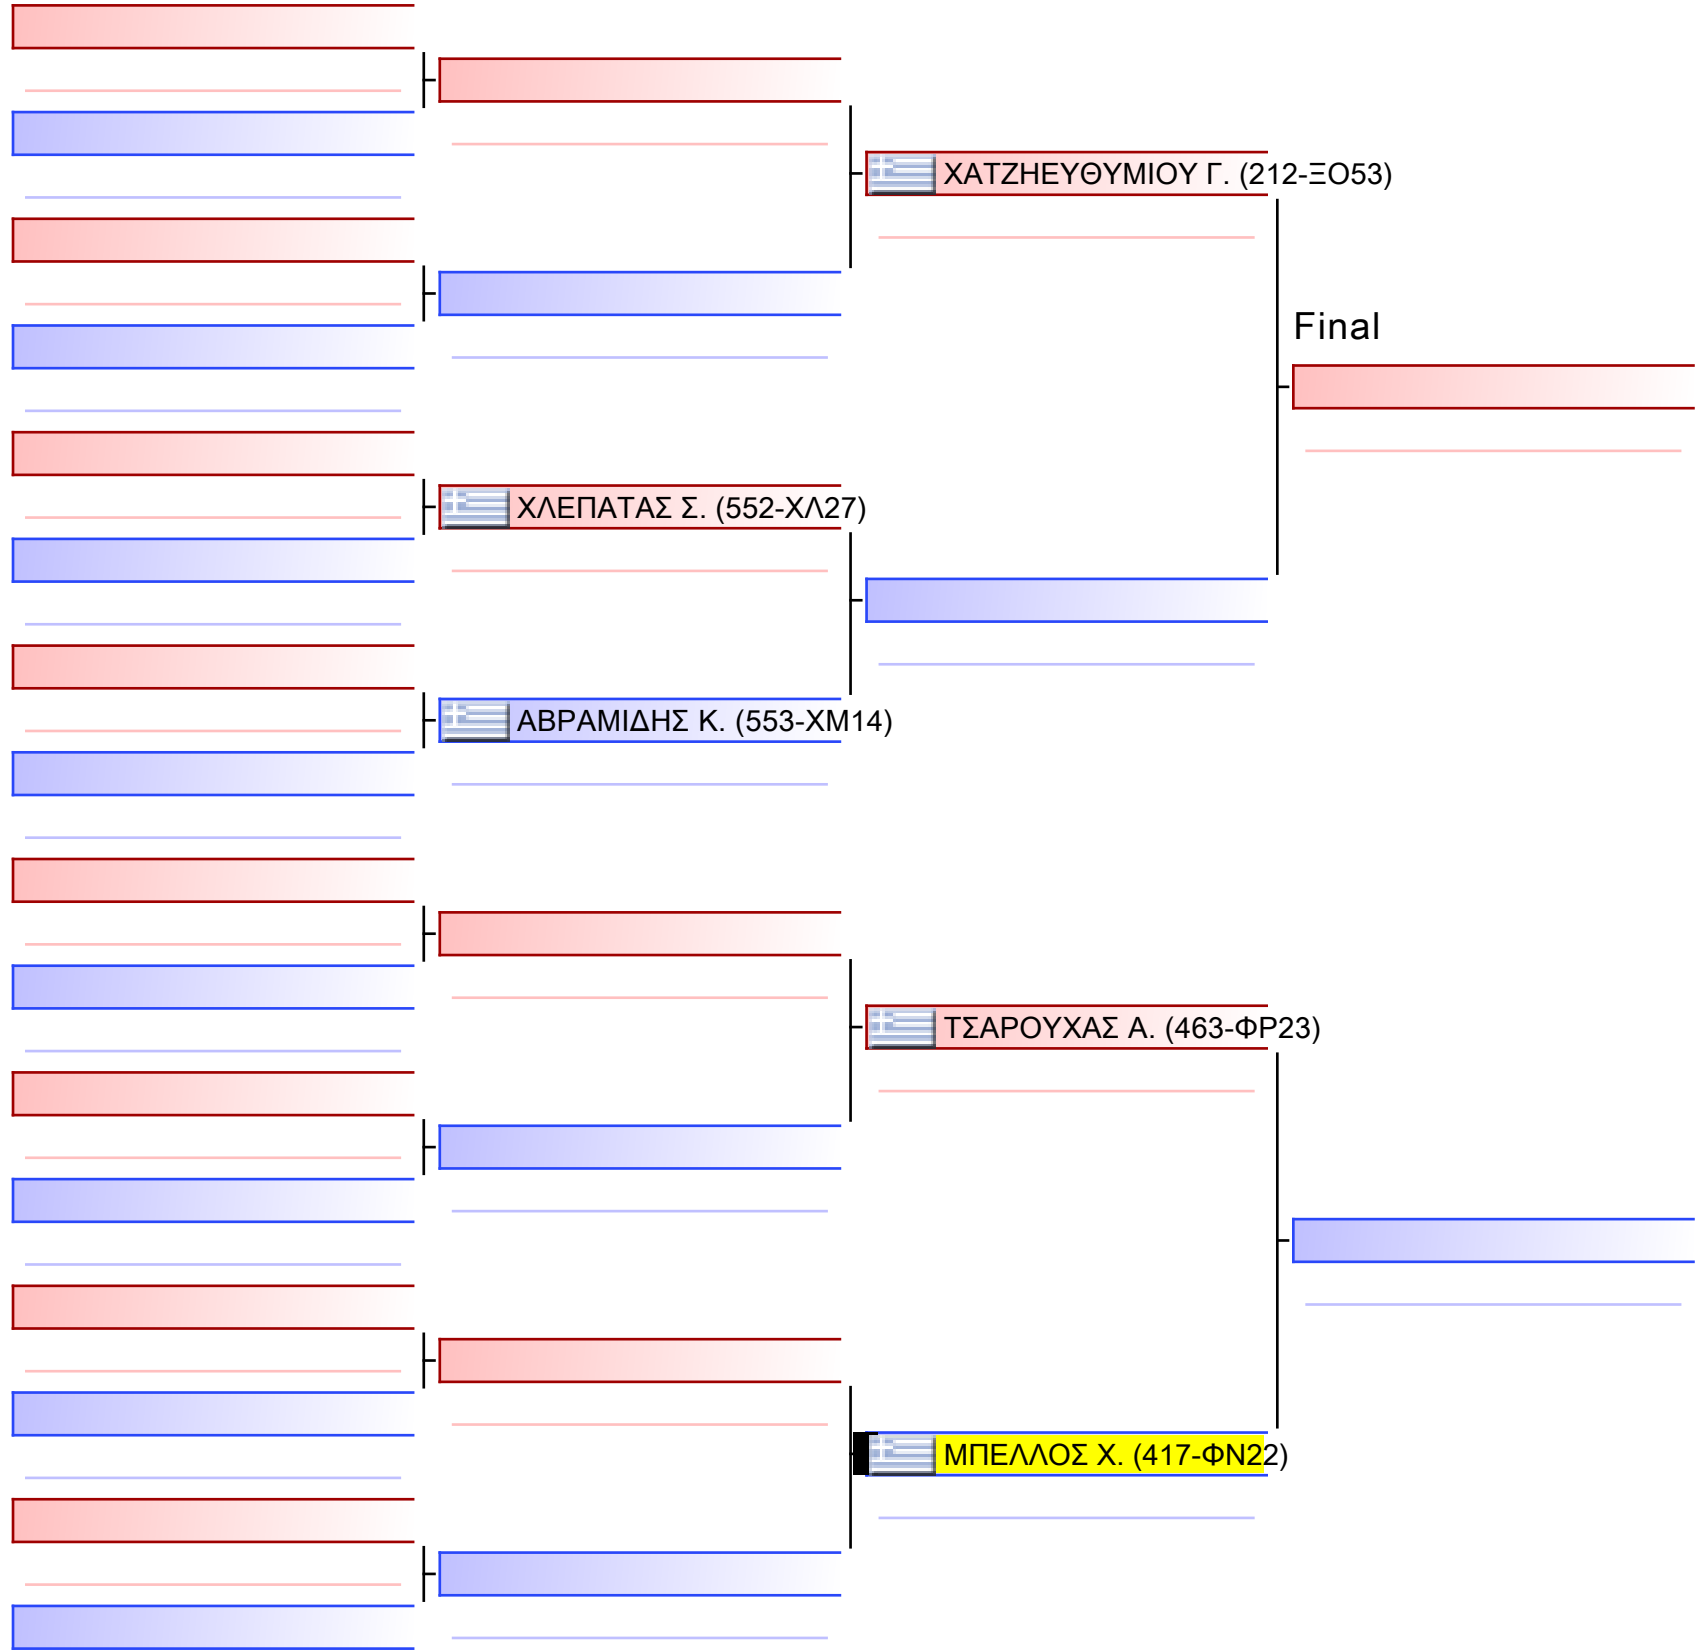 ΧΑΤΖΗΕΥΘΥΜΙΟΥ Γ. (212-ΞΟ53)
Final
ΧΛΕΠΑΤΑΣ Σ. (552-ΧΛ27)
ΑΒΡΑΜΙΔΗΣ Κ. (553-ΧΜ14)
ΤΣΑΡΟΥΧΑΣ Α. (463-ΦΡ23)
ΜΠΕΛΛΟΣ Χ. (417-ΦΝ22)